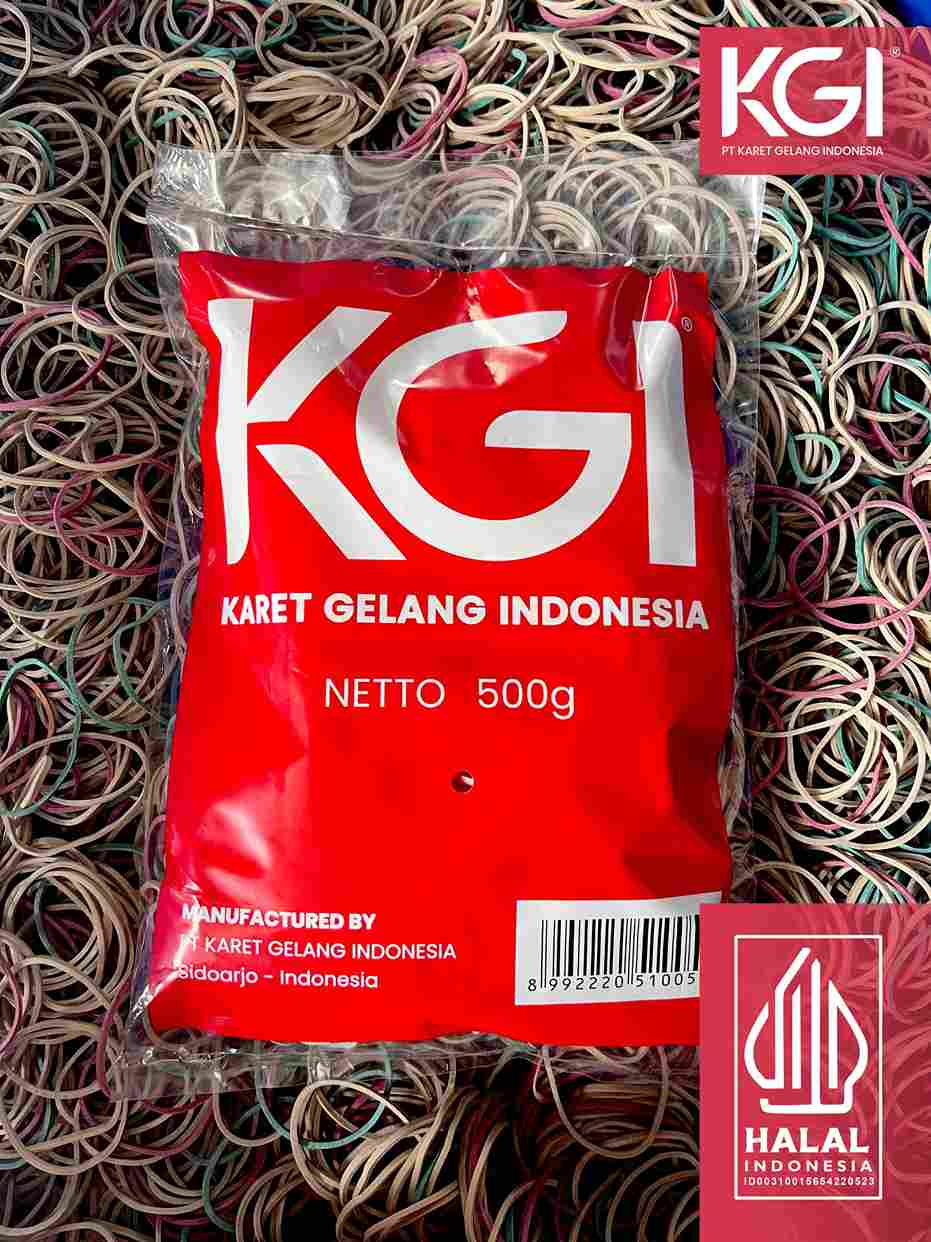 KGI®
PT KARET GELANG INDONESIA
KGI®
KARET GELANG INDONESIA
NETTO 500g
MANUFACTURED BY
PT KARET GELANG INDONESIA
Sidoarjo - Indonesia
8 992220 51005
HALAL
INDONESIA
ID00310015654220523